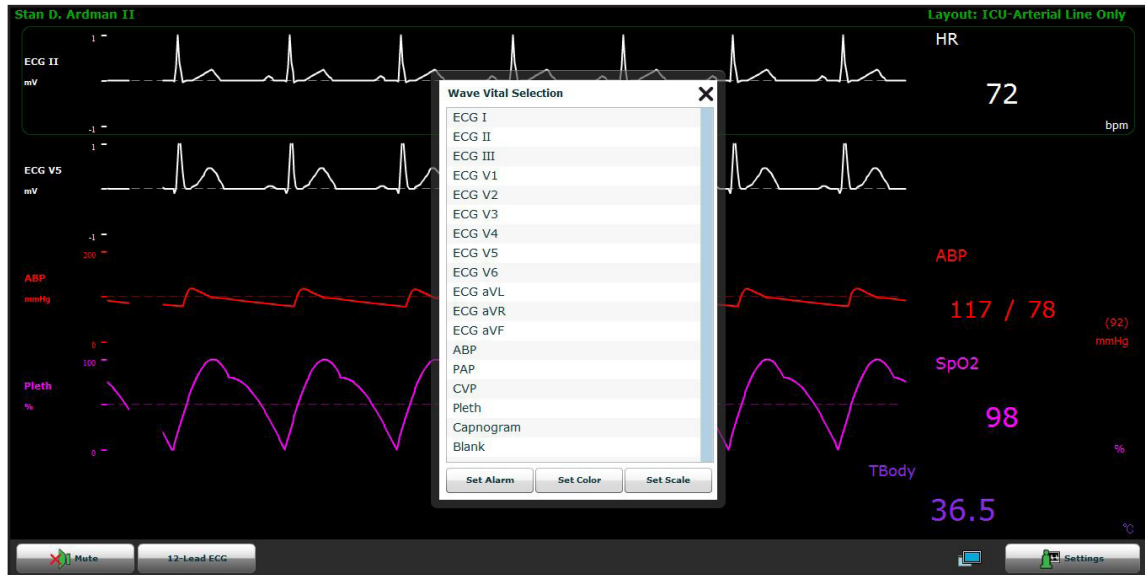 Stan D. Ardman II
Layout: ICU-Arterial Line Only
1
ECG II
mV
-1
HR
72
bpm
1
ECG V5
mV
-1
200
ABP
mmHg
0
ABP
117 / 78
(92)
mmHg
100
Pleth
%
0
SpO2
98
%
TBody
36.5
°C
Wave Vital Selection
ECG I
ECG II
ECG III
ECG V1
ECG V2
ECG V3
ECG V4
ECG V5
ECG V6
ECG aVL
ECG aVR
ECG aVF
ABP
PAP
CVP
Pleth
Capnogram
Blank
Set Alarm
Set Color
Set Scale
Mute
12-Lead ECG
Settings